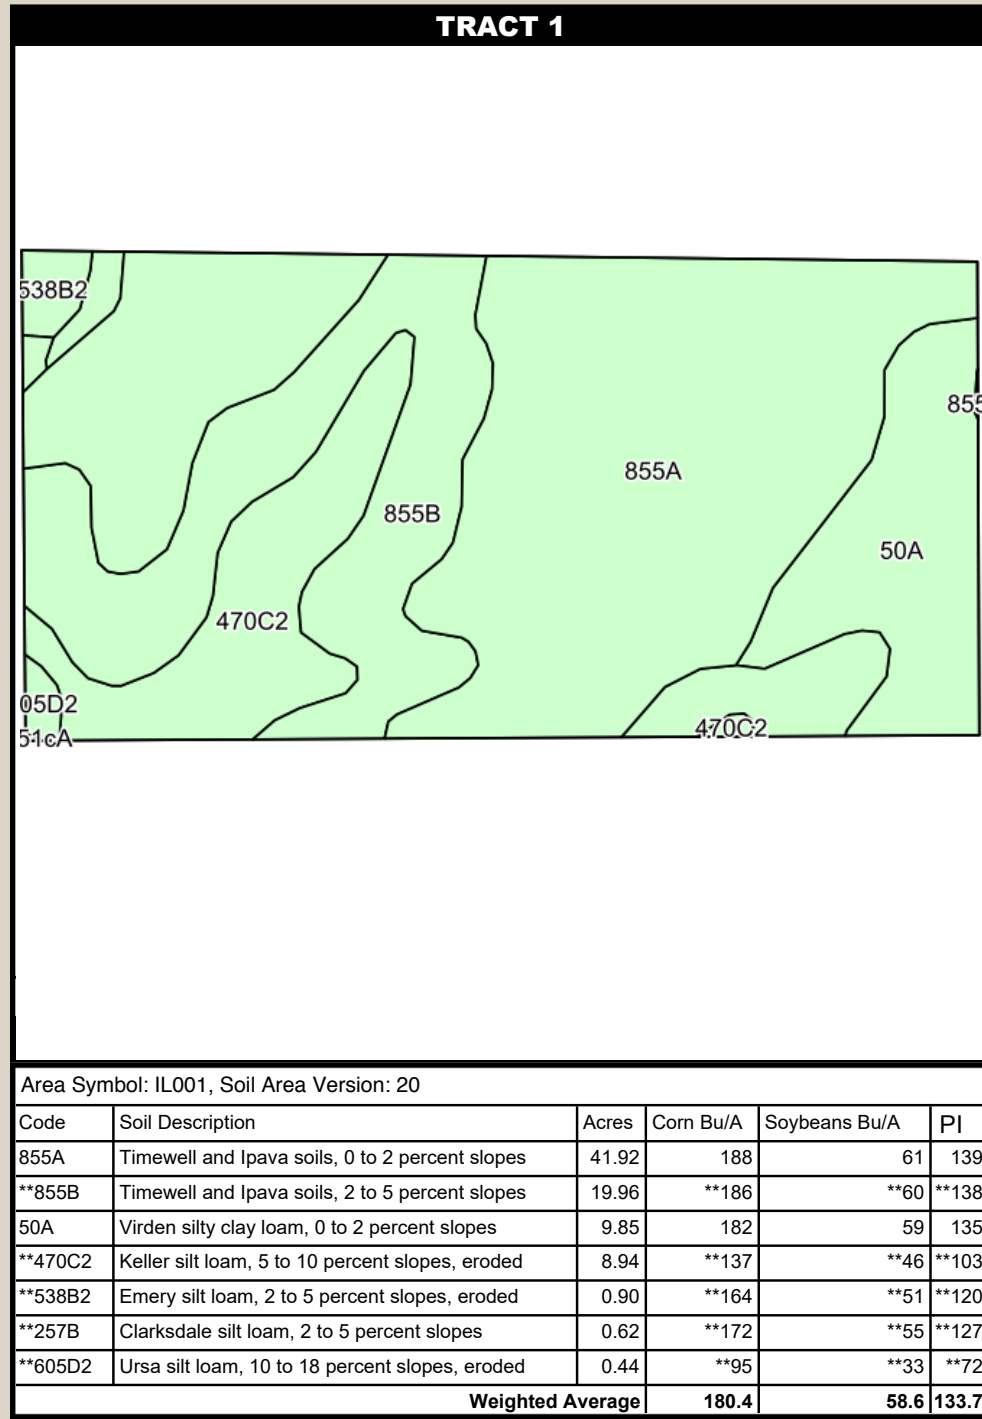 TRACT 1
538B2
855
855A
855B
50A
470C2
05D2
470C2
51cA
Area Symbol: IL001, Soil Area Version: 20
Code Soil Description Acres Corn Bu/A Soybeans Bu/A PI
855A Timewell and Ipava soils, 0 to 2 percent slopes 41.92 188 61 139
**855B Timewell and Ipava soils, 2 to 5 percent slopes 19.96 **186 **60 **138
50A Virden silty clay loam, 0 to 2 percent slopes 9.85 182 59 135
**470C2 Keller silt loam, 5 to 10 percent slopes, eroded 8.94 **137 **46 **103
**538B2 Emery silt loam, 2 to 5 percent slopes, eroded 0.90 **164 **51 **120
**257B Clarksdale silt loam, 2 to 5 percent slopes 0.62 **172 **55 **127
**605D2 Ursa silt loam, 10 to 18 percent slopes, eroded 0.44 **95 **33 **72
Weighted Average 180.4 58.6 133.7